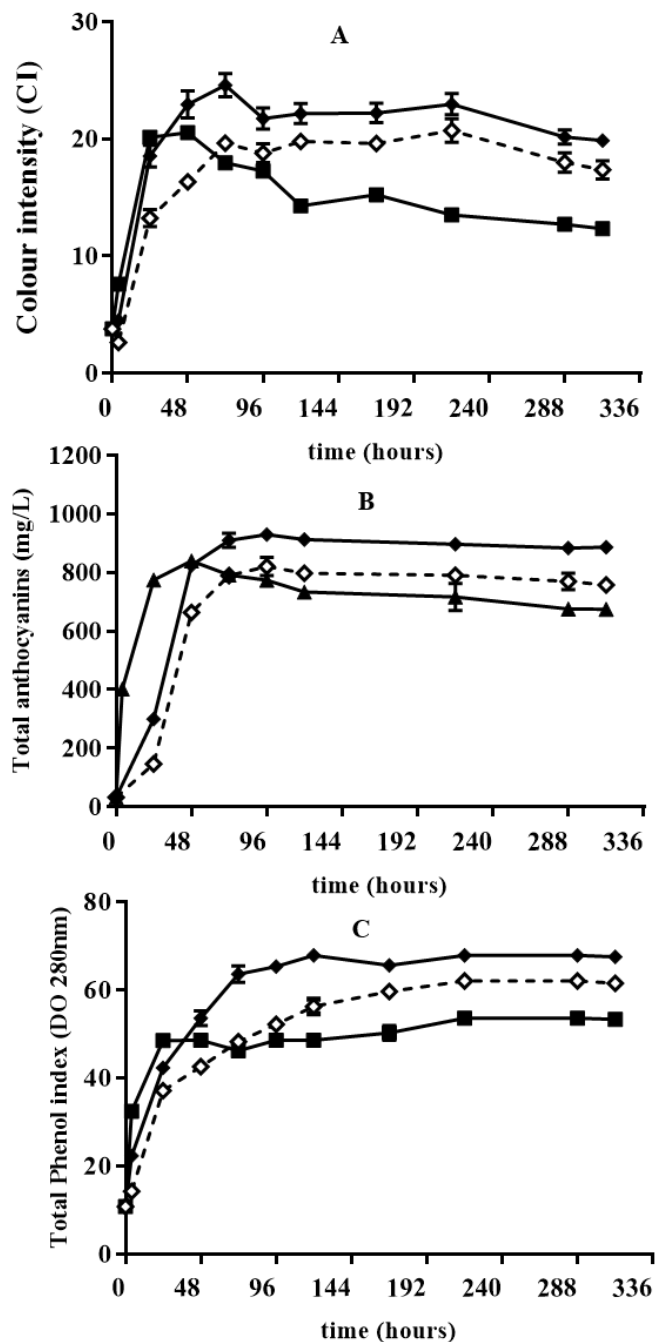 A
Colour intensity (CI)
30
20
10
0
0 48 96 144 192 240 288 336
time (hours)
B
Total anthocyanins (mg/L)
1200
1000
800
600
400
200
0
0 48 96 144 192 240 288 336
time (hours)
C
Total Phenol index (DO 280nm)
80
60
40
20
0
0 48 96 144 192 240 288 336
time (hours)